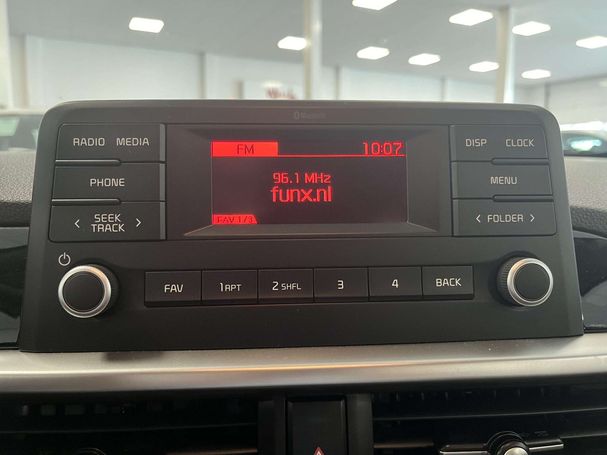 Bluetooth
RADIO MEDIA
PHONE
SEEK
TRACK
FM 10:07
96.1 MHz
funx.nl
FAV 1/3
DISP CLOCK
MENU
FOLDER
FAV 1 RPT 2 SHFL 3 4 BACK